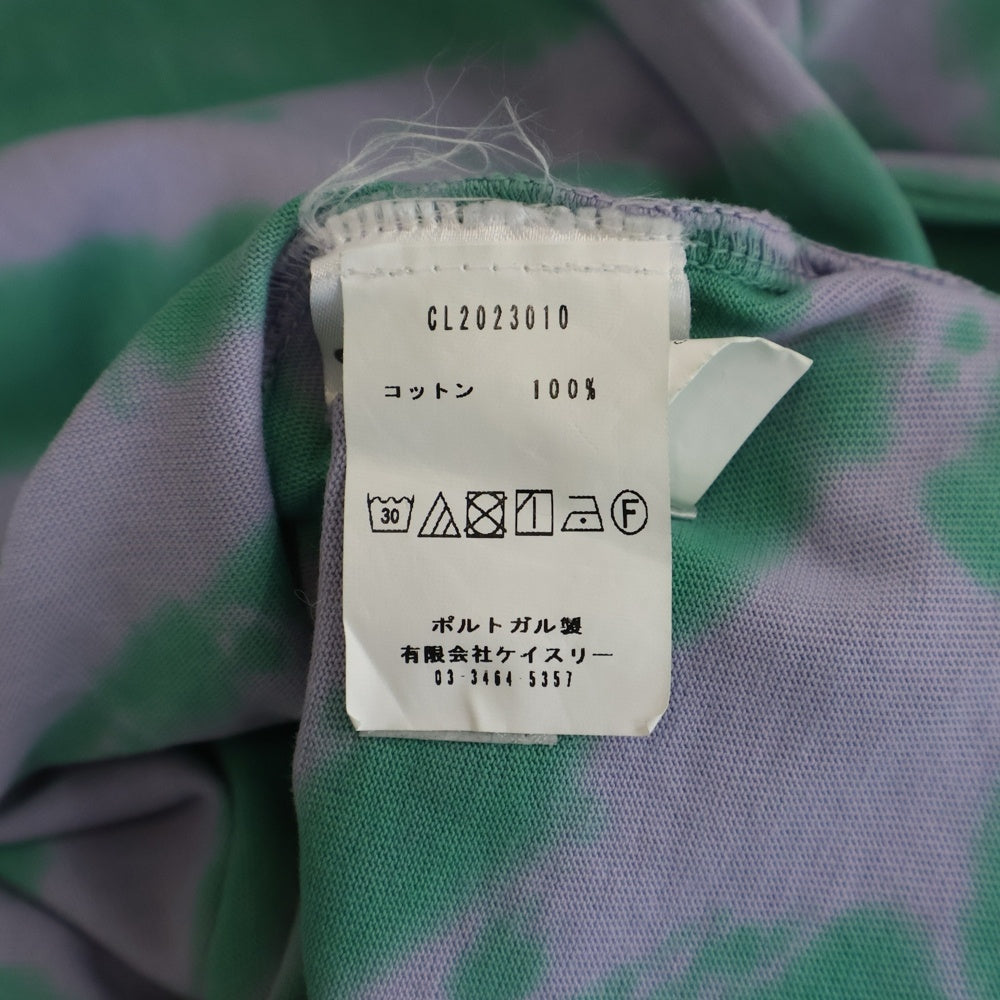 CL2023010
コットン 100%
30
F
ポルトガル製
有限会社ケイスリー
03-3464-5357